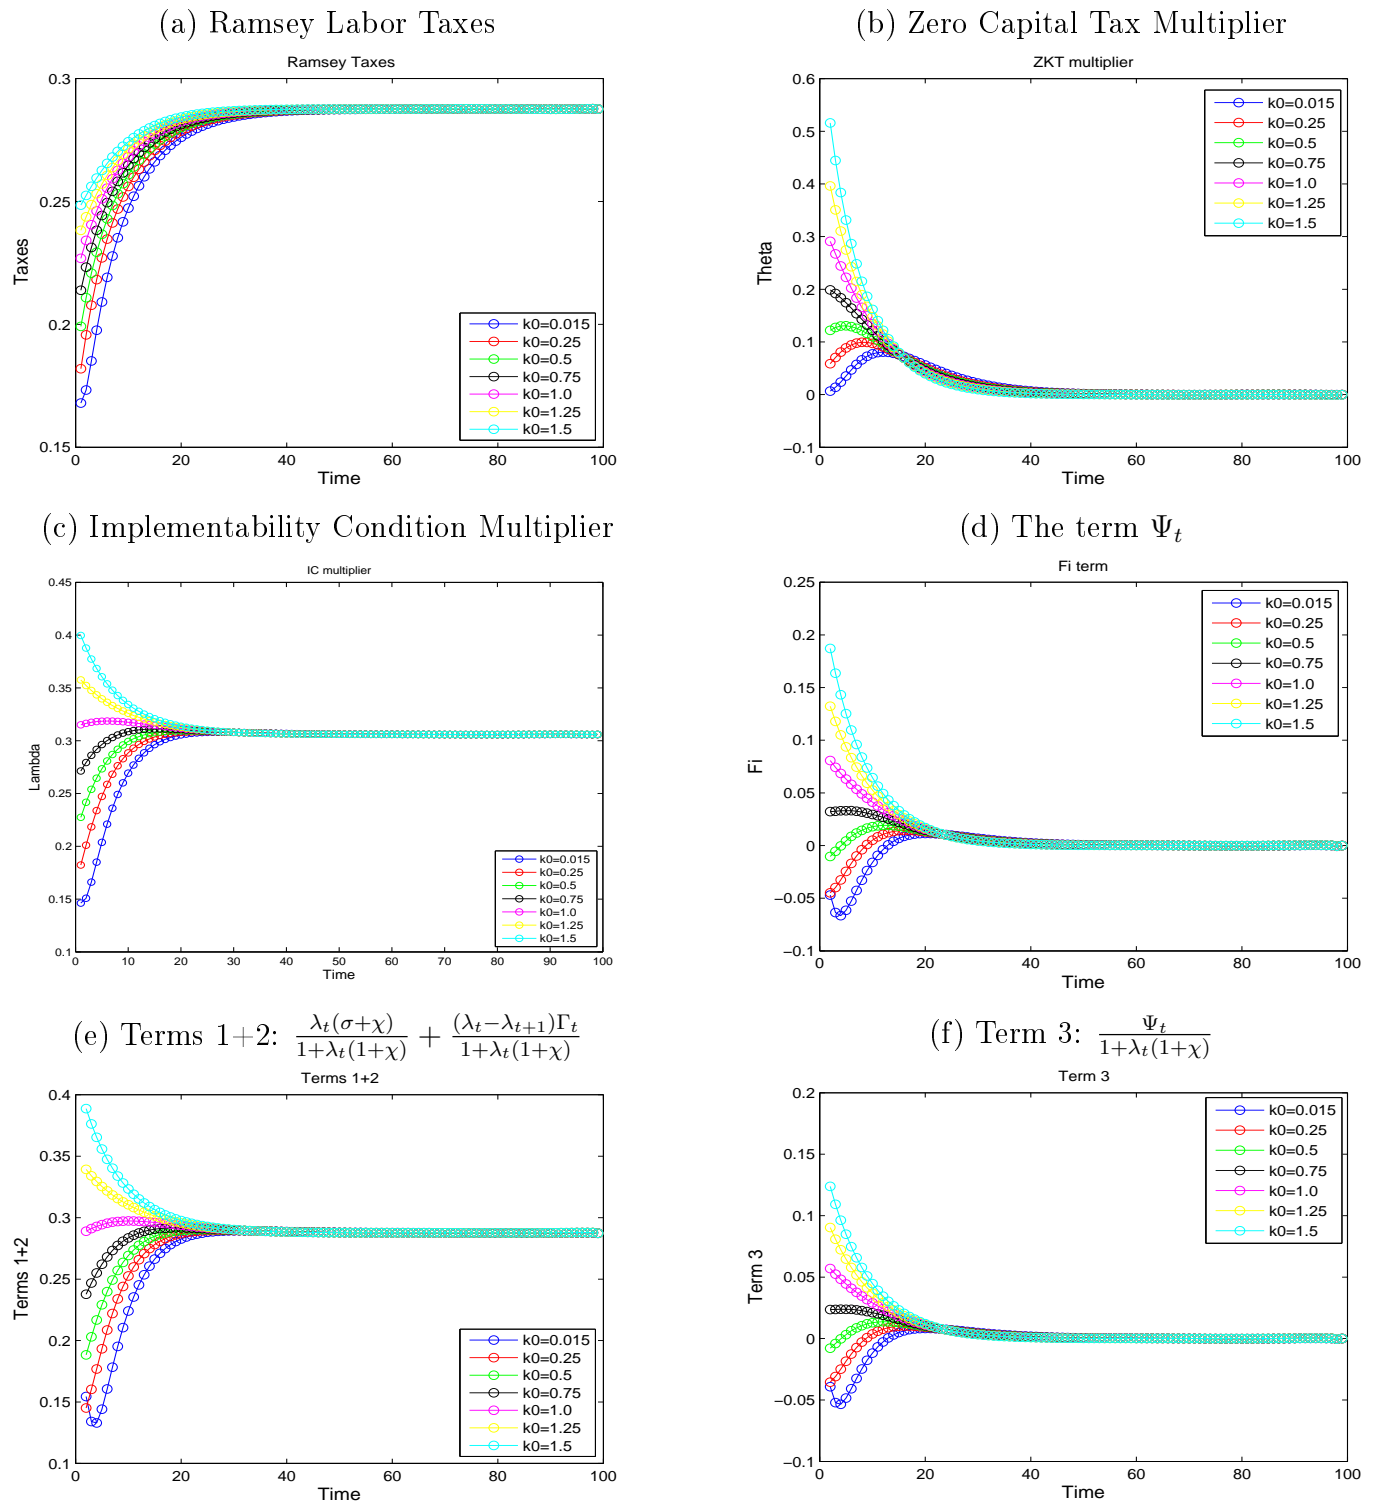 (a) Ramsey Labor Taxes
Ramsey Taxes
0.3
0.25
0.2
0.15
Taxes
0 20 40 60 80 100
Time
k0=0.015
k0=0.25
k0=0.5
k0=0.75
k0=1.0
k0=1.25
k0=1.5
(b) Zero Capital Tax Multiplier
ZKT multiplier
0.6
0.5
0.4
0.3
0.2
0.1
0
−0.1
Theta
0 20 40 60 80 100
Time
k0=0.015
k0=0.25
k0=0.5
k0=0.75
k0=1.0
k0=1.25
k0=1.5
(c) Implementability Condition Multiplier
IC multiplier
0.45
0.4
0.35
0.3
0.25
0.2
0.15
0.1
Lambda
0 10 20 30 40 50 60 70 80 90 100
Time
k0=0.015
k0=0.25
k0=0.5
k0=0.75
k0=1.0
k0=1.25
k0=1.5
(d) The term Ψ_t
Fi term
0.25
0.2
0.15
0.1
0.05
0
−0.05
−0.1
Fi
0 20 40 60 80 100
Time
k0=0.015
k0=0.25
k0=0.5
k0=0.75
k0=1.0
k0=1.25
k0=1.5
(e) Terms 1+2: \frac{λ_t(σ+χ)}{1+λ_t(1+χ)} + \frac{(λ_t−λ_{t+1})Γ_t}{1+λ_t(1+χ)}
Terms 1+2
0.4
0.35
0.3
0.25
0.2
0.15
0.1
Terms 1+2
0 20 40 60 80 100
Time
k0=0.015
k0=0.25
k0=0.5
k0=0.75
k0=1.0
k0=1.25
k0=1.5
(f) Term 3: \frac{Ψ_t}{1+λ_t(1+χ)}
Term 3
0.2
0.15
0.1
0.05
0
−0.05
−0.1
Term 3
0 20 40 60 80 100
Time
k0=0.015
k0=0.25
k0=0.5
k0=0.75
k0=1.0
k0=1.25
k0=1.5